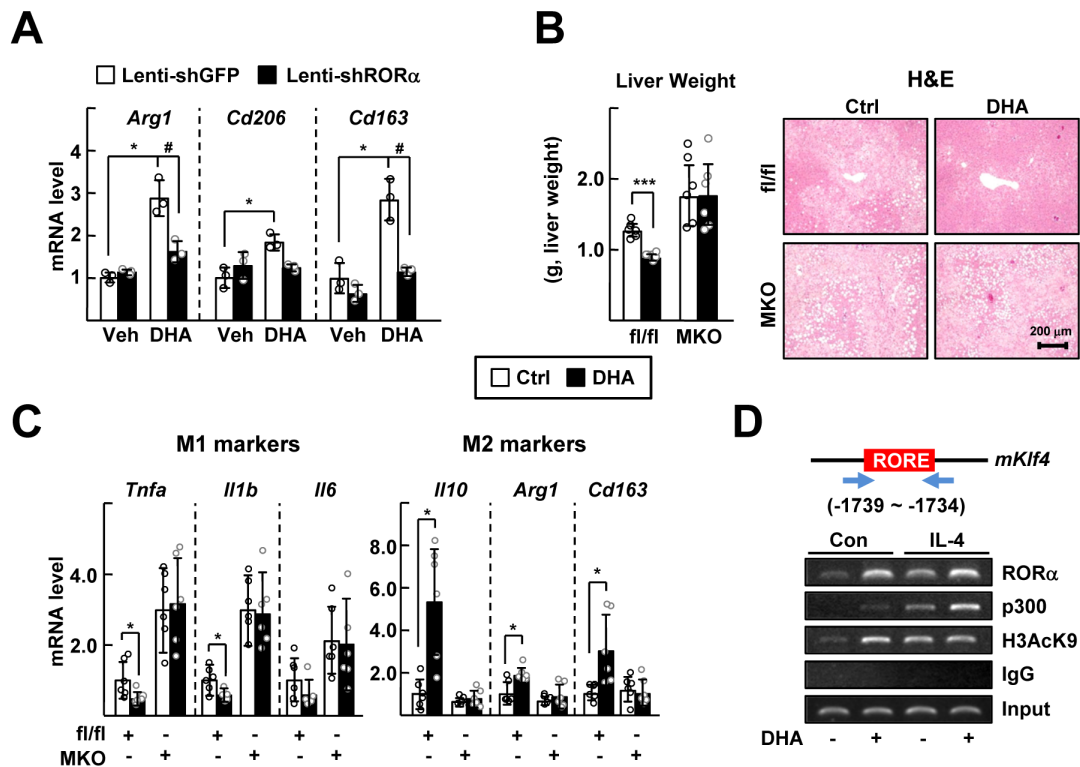 A
Lenti-shGFP Lenti-shRORα
Arg1 Cd206 Cd163
mRNA level
4
3
2
1
* # * * #
Veh DHA Veh DHA Veh DHA
B
Liver Weight
(g, liver weight)
2.0
1.0
***
fl/fl MKO
H&E
Ctrl DHA
fl/fl
MKO
200 μm
Ctrl DHA
C
M1 markers
Tnfa Il1b Il6
mRNA level
4.0
2.0
* *
fl/fl + - + - + -
MKO - + - + - +
M2 markers
Il10 Arg1 Cd163
8.0
6.0
4.0
2.0
* * *
+ - + - + -
- + - + - +
D
RORE mKlf4
(-1739 ~ -1734)
Con IL-4
RORα
p300
H3AcK9
IgG
Input
DHA - + - +